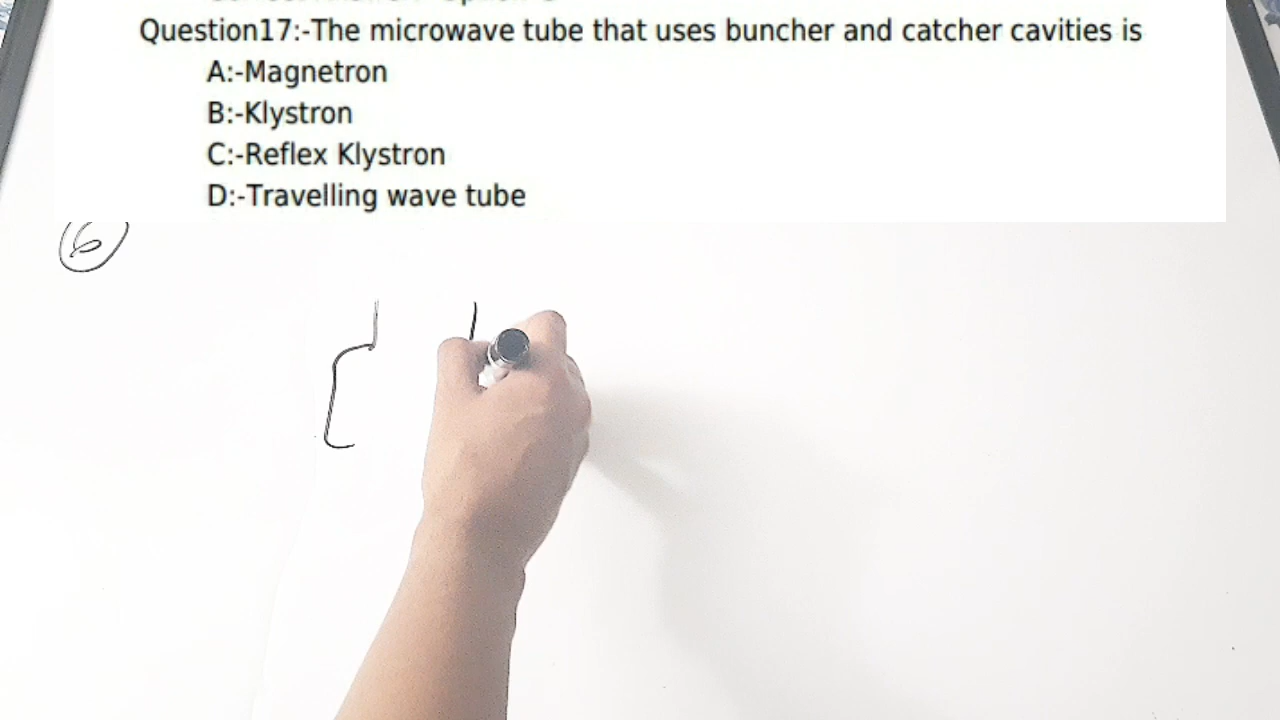 Question17:-The microwave tube that uses buncher and catcher cavities is
A:-Magnetron
B:-Klystron
C:-Reflex Klystron
D:-Travelling wave tube
6